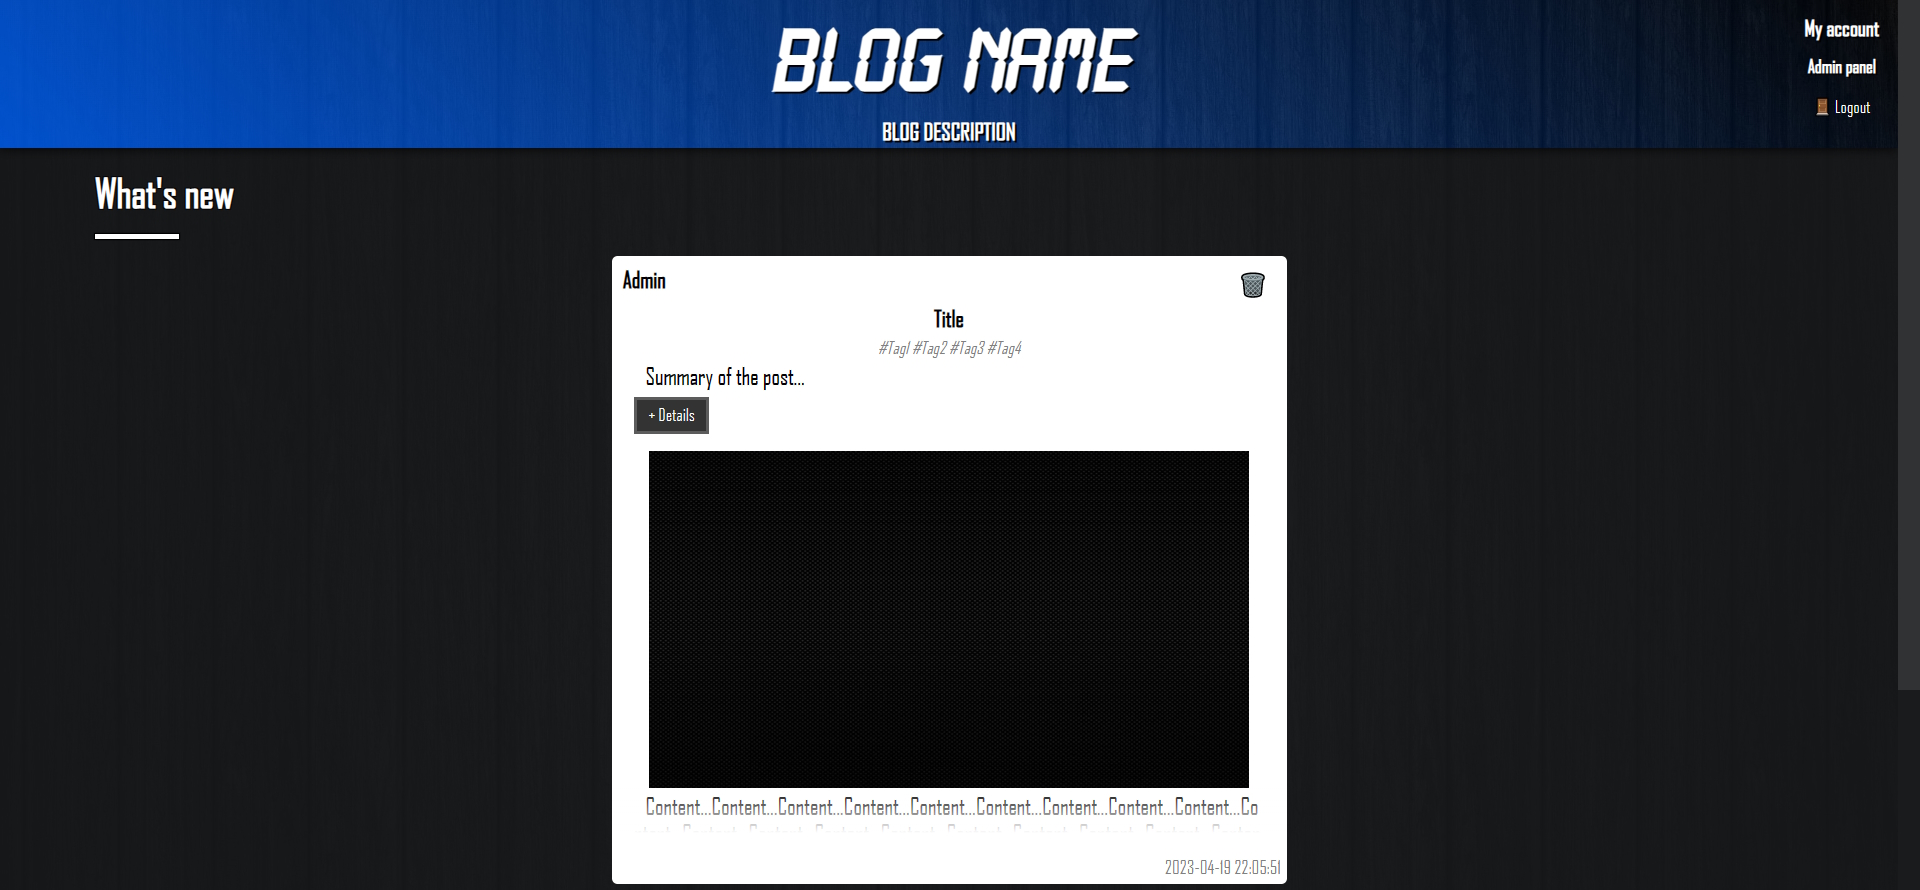 BLOG NAME
BLOG DESCRIPTION
My account
Admin panel
Logout
What's new
Admin
Title
#Tag1 #Tag2 #Tag3 #Tag4
Summary of the post...
+ Details
Content...Content...Content...Content...Content...Content...Content...Content...Content...Co
2023-04-19 22:05:51